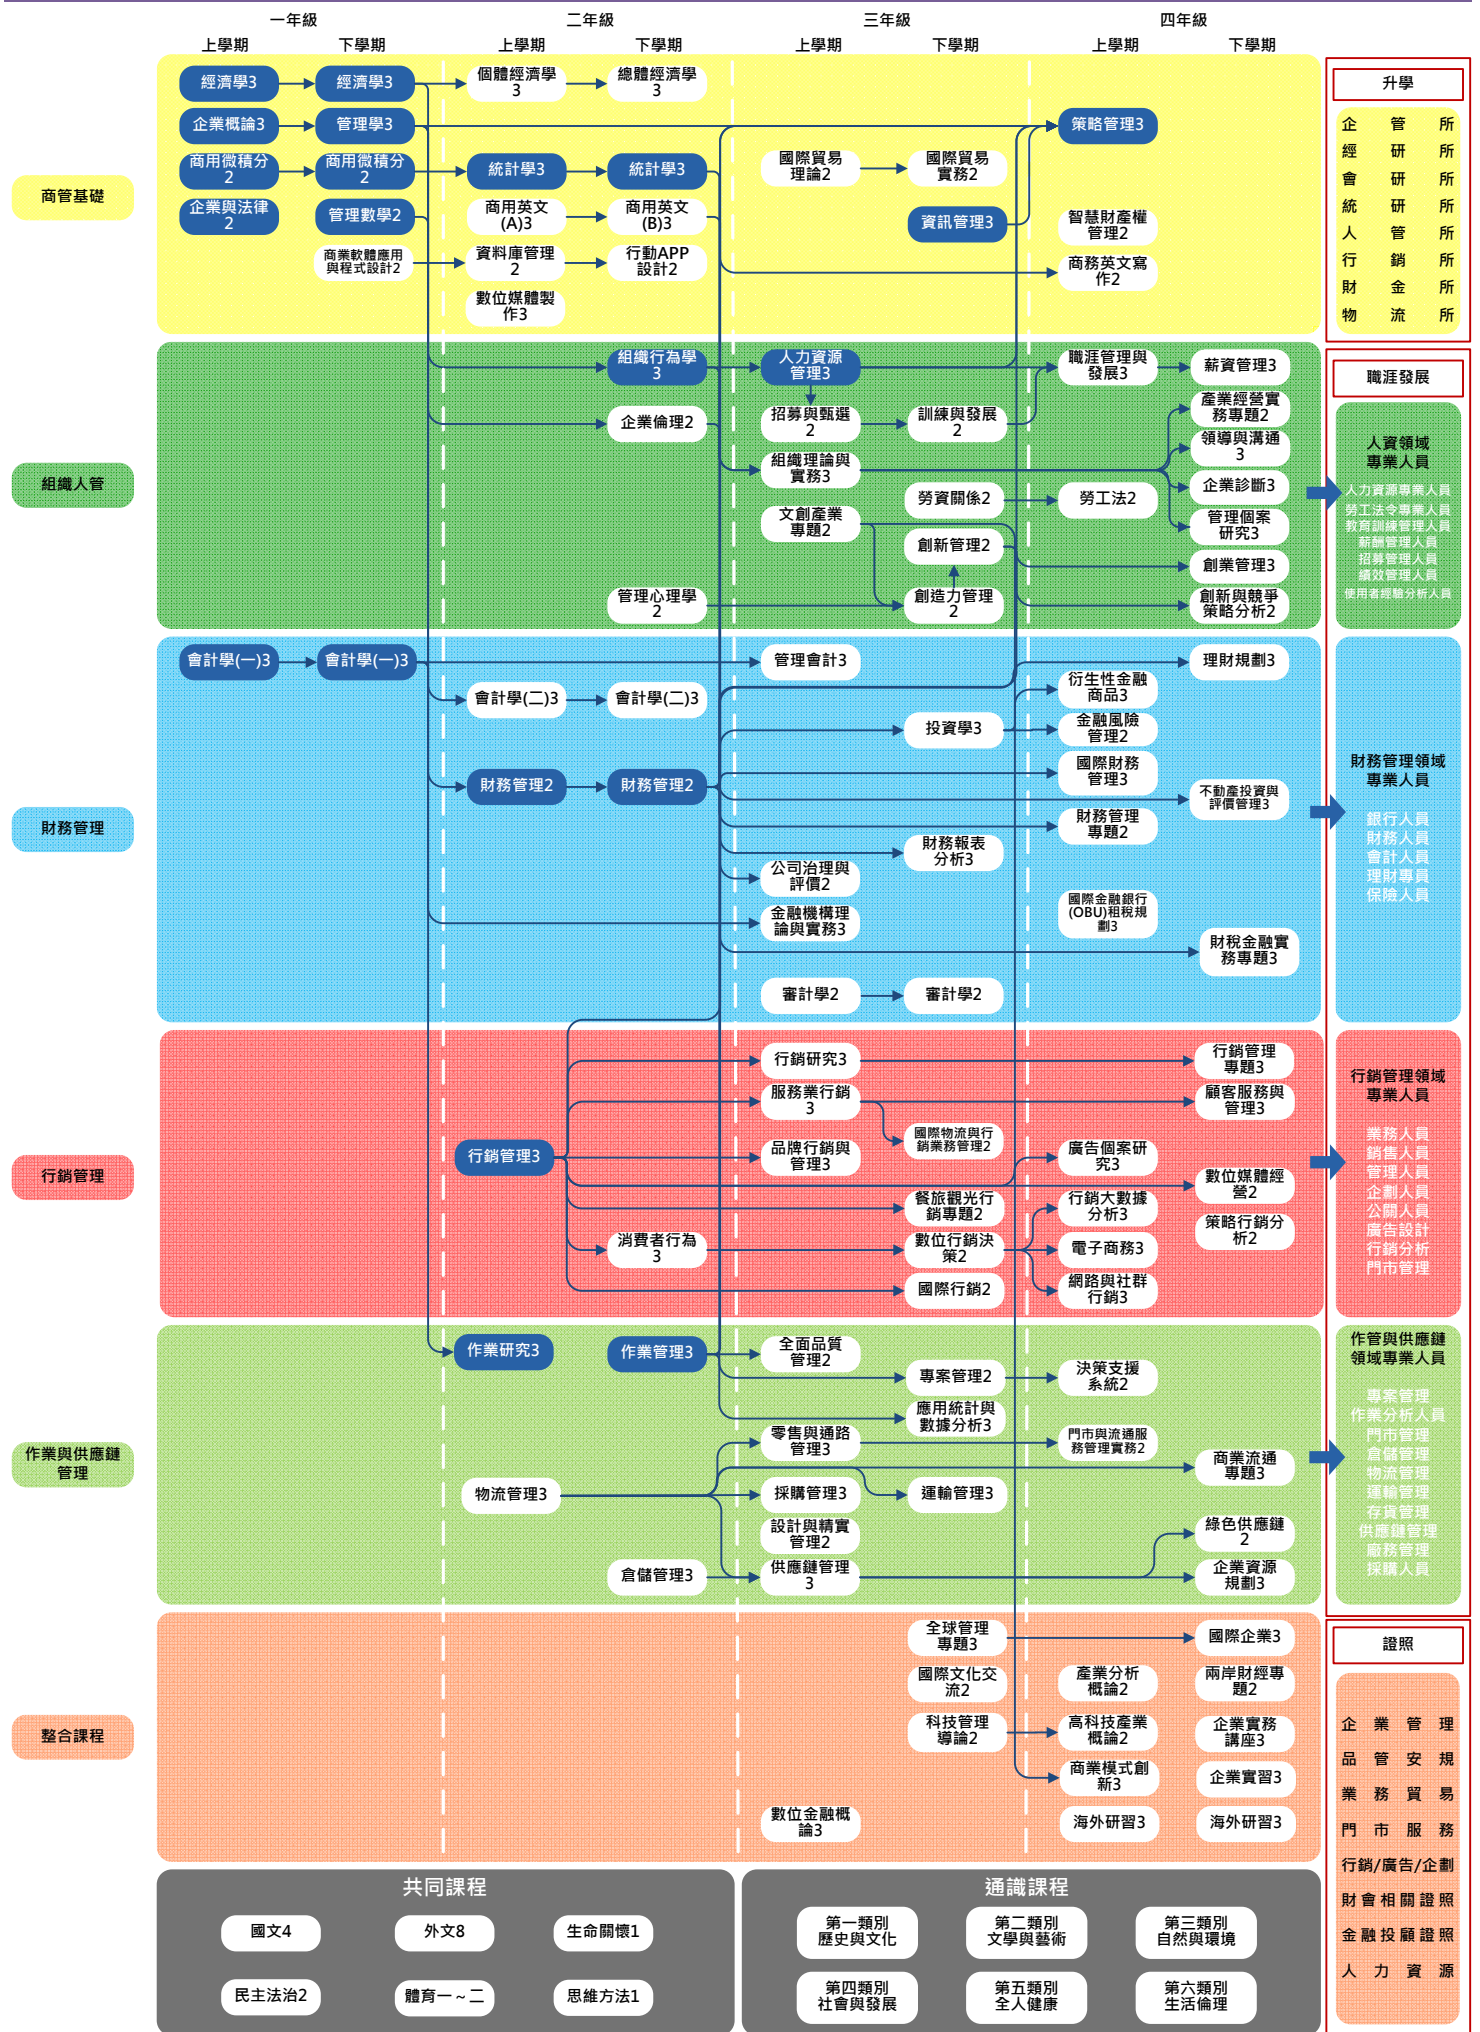 一年級
二年級
三年級
四年級
上學期
下學期
上學期
下學期
上學期
下學期
上學期
下學期
商管基礎
經濟學3
經濟學3
個體經濟學
3
總體經濟學
3
企業概論3
管理學3
策略管理3
商用微積分
2
商用微積分
2
統計學3
統計學3
國際貿易
理論2
國際貿易
實務2
企業與法律
2
管理數學2
商用英文
(A)3
商用英文
(B)3
資訊管理3
智慧財產權
管理2
商業軟體應用
與程式設計2
資料庫管理
2
行動APP
設計2
商務英文寫
作2
數位媒體製
作3
組織人管
組織行為學
3
人力資源
管理3
職涯管理與
發展3
薪資管理3
企業倫理2
招募與甄選
2
訓練與發展
2
產業經營實
務專題2
組織理論與
實務3
領導與溝通
3
勞資關係2
勞工法2
企業診斷3
文創產業
專題2
管理個案
研究3
創新管理2
創業管理3
管理心理學
2
創造力管理
2
創新與競爭
策略分析2
財務管理
會計學(一)3
會計學(一)3
管理會計3
理財規劃3
會計學(二)3
會計學(二)3
衍生性金融
商品3
投資學3
金融風險
管理2
財務管理2
財務管理2
國際財務
管理3
不動產投資與
評價管理3
財務管理
專題2
財務報表
分析3
公司治理與
評價2
金融機構理
論與實務3
國際金融銀行
(OBU)租稅規
劃3
財稅金融實
務專題3
審計學2
審計學2
行銷管理
行銷研究3
行銷管理
專題3
服務業行銷
3
顧客服務與
管理3
國際物流與行
銷業務管理2
行銷管理3
品牌行銷與
管理3
廣告個案研
究3
數位媒體經
營2
餐旅觀光行
銷專題2
行銷大數據
分析3
策略行銷分
析2
消費者行為
3
數位行銷決
策2
電子商務3
國際行銷2
網路與社群
行銷3
作業與供應鏈
管理
作業研究3
作業管理3
全面品質
管理2
專案管理2
決策支援
系統2
應用統計與
數據分析3
零售與通路
管理3
門市與流通服
務管理實務2
商業流通
專題3
物流管理3
採購管理3
運輸管理3
設計與精實
管理2
綠色供應鏈
2
倉儲管理3
供應鏈管理
3
企業資源
規劃3
整合課程
全球管理
專題3
國際企業3
國際文化交
流2
產業分析
概論2
兩岸財經專
題2
科技管理
導論2
高科技產業
概論2
企業實務
講座3
商業模式創
新3
企業實習3
數位金融概
論3
海外研習3
海外研習3
共同課程
國文4
外文8
生命關懷1
民主法治2
體育一～二
思維方法1
通識課程
第一類別
歷史與文化
第二類別
文學與藝術
第三類別
自然與環境
第四類別
社會與發展
第五類別
全人健康
第六類別
生活倫理
升學
企管所
經研所
會研所
統研所
人管所
行銷所
財金所
物流所
職涯發展
人資領域
專業人員
人力資源專業人員
勞工法令專業人員
教育訓練管理人員
薪酬管理人員
招募管理人員
績效管理人員
使用者經驗分析人員
財務管理領域
專業人員
銀行人員
財務人員
會計人員
理財專員
保險人員
行銷管理領域
專業人員
業務人員
銷售人員
管理人員
企劃人員
公關人員
廣告設計
行銷分析
門市管理
作管與供應鏈
領域專業人員
專案管理
作業分析人員
門市管理
倉儲管理
物流管理
運輸管理
存貨管理
供應鏈管理
廠務管理
採購人員
證照
企業管理
品管安規
業務貿易
門市服務
行銷/廣告/企劃
財會相關證照
金融投顧證照
人力資源